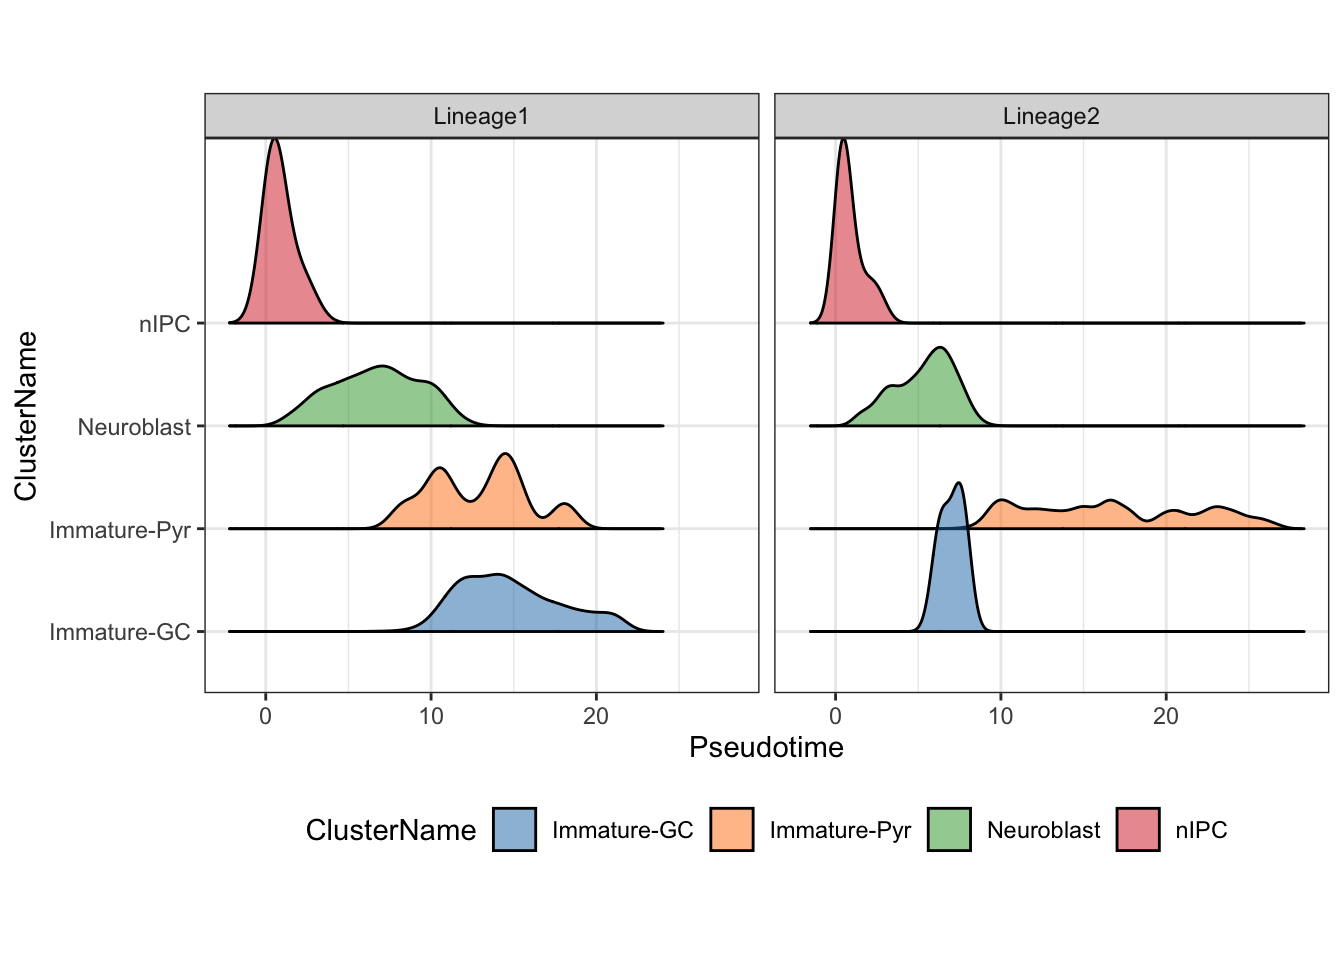 Lineage1
Lineage2
ClusterName
nIPC
Neuroblast
Immature-Pyr
Immature-GC
0 10 20
0 10 20
Pseudotime
ClusterName Immature-GC Immature-Pyr Neuroblast nIPC